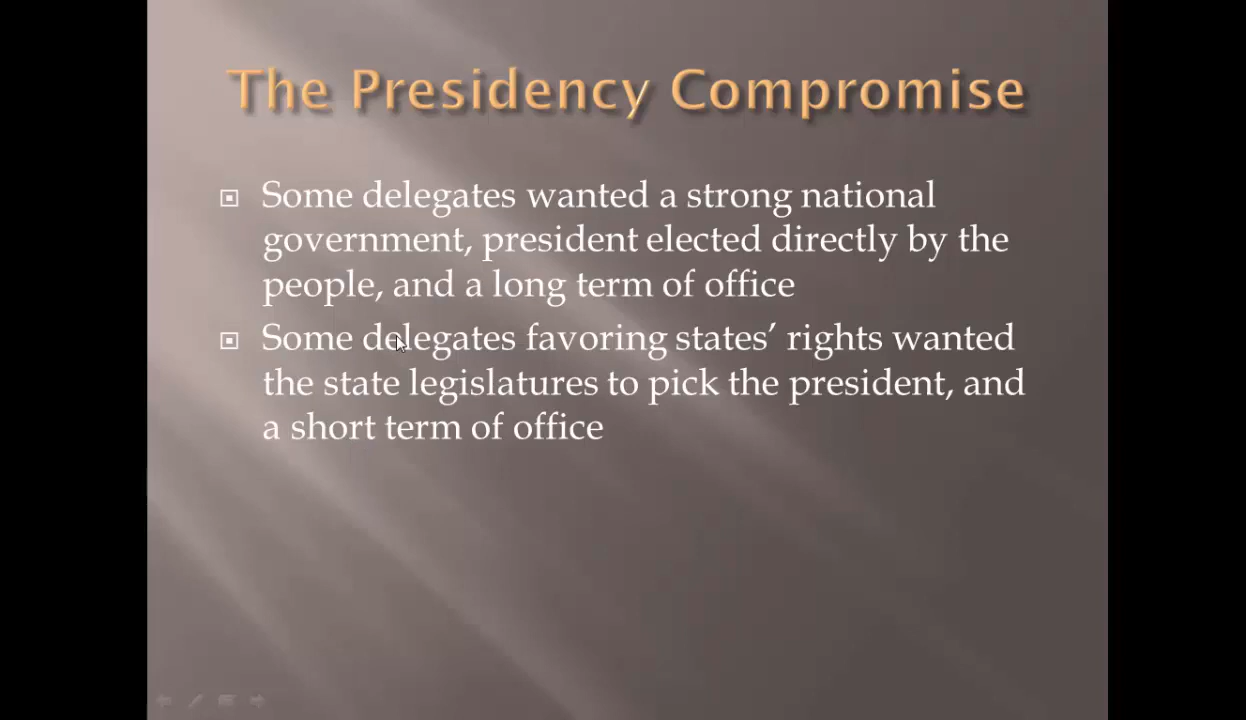 The Presidency Compromise
Some delegates wanted a strong national
government, president elected directly by the
people, and a long term of office
Some delegates favoring states’ rights wanted
the state legislatures to pick the president, and
a short term of office